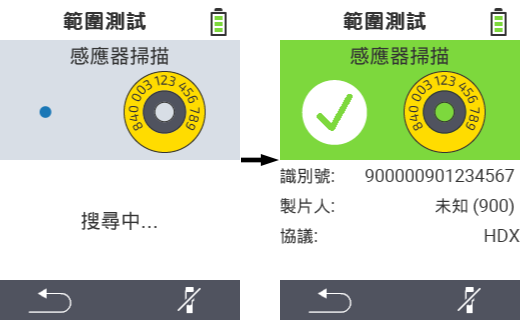 範圍測試
感應器掃描
840 003 123 456 789
搜尋中...
範圍測試
感應器掃描
840 003 123 456 789
識別號: 900000901234567
製片人: 未知 (900)
協議: HDX